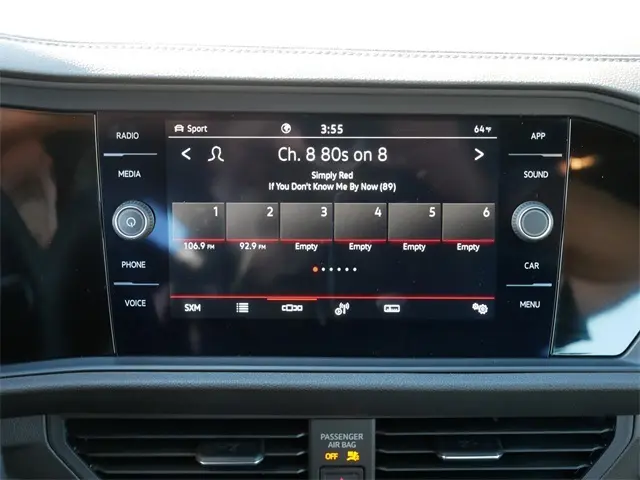 RADIO
MEDIA
PHONE
VOICE
Sport 3:55 64°F
Ch. 8 80s on 8
Simply Red
If You Don't Know Me By Now (89)
1 2 3 4 5 6
106.9 FM 92.9 FM Empty Empty Empty Empty
SXM
APP
SOUND
CAR
MENU
PASSENGER
AIR BAG
OFF